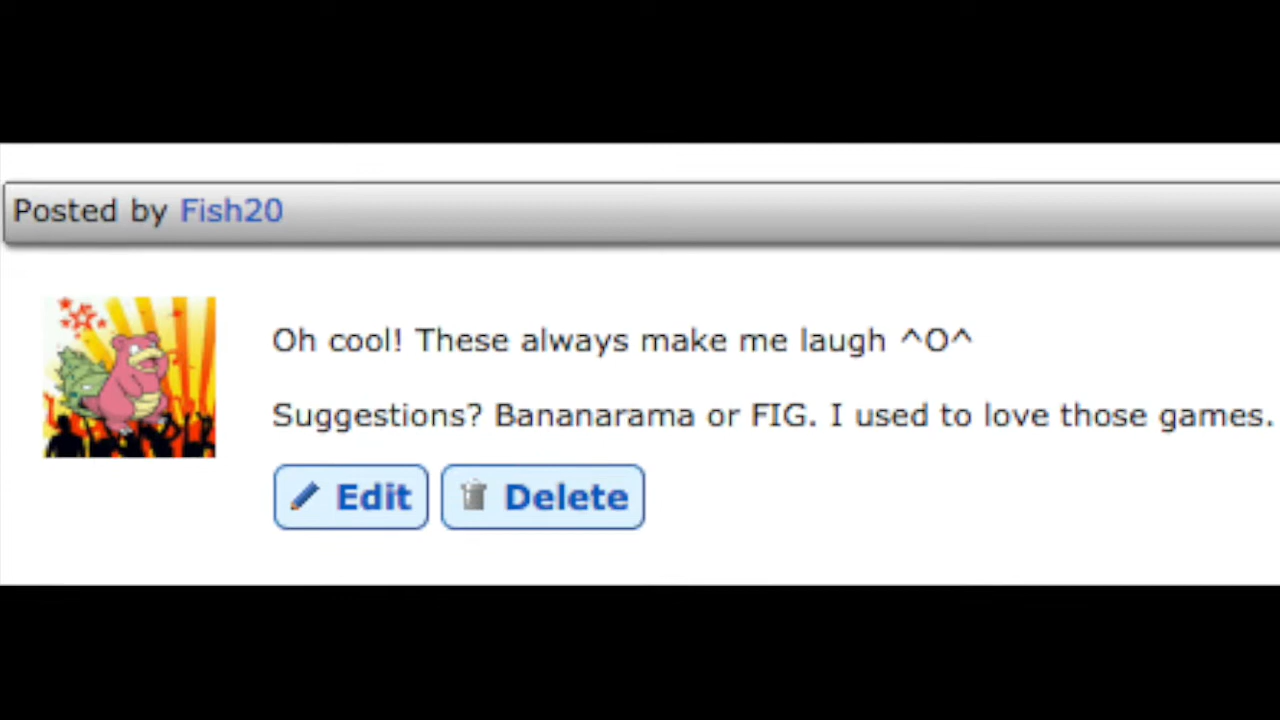 Posted by Fish20
Oh cool! These always make me laugh ^O^
Suggestions? Bananarama or FIG. I used to love those games.
Edit Delete